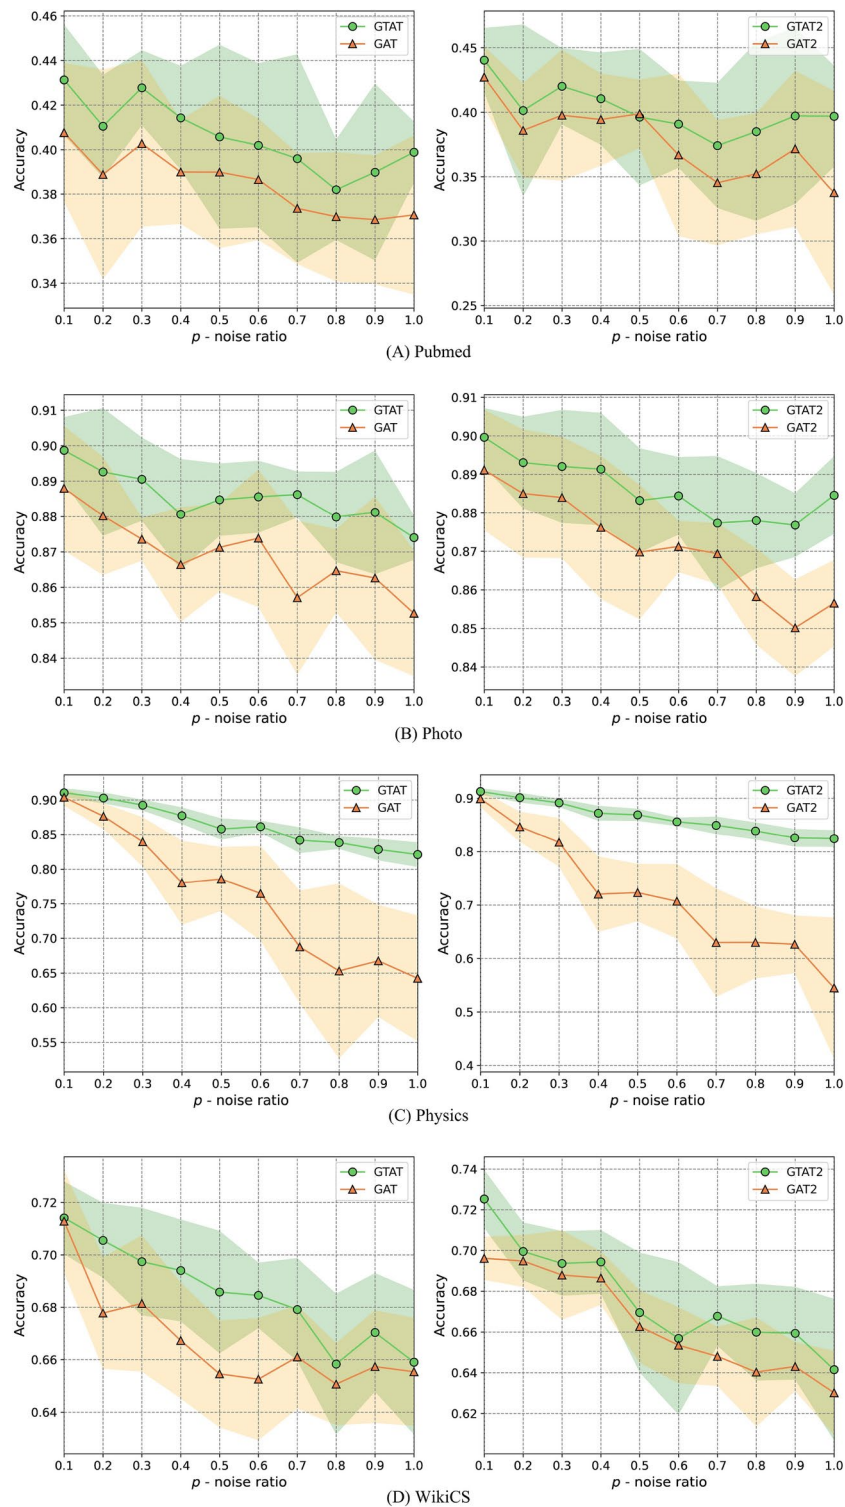 0.46
0.44
0.42
0.40
0.38
0.36
0.34
Accuracy
GTAT
GAT
0.1 0.2 0.3 0.4 0.5 0.6 0.7 0.8 0.9 1.0
p - noise ratio
0.45
0.40
0.35
0.30
0.25
Accuracy
GTAT2
GAT2
0.1 0.2 0.3 0.4 0.5 0.6 0.7 0.8 0.9 1.0
p - noise ratio
(A) Pubmed
0.91
0.90
0.89
0.88
0.87
0.86
0.85
0.84
Accuracy
GTAT
GAT
0.1 0.2 0.3 0.4 0.5 0.6 0.7 0.8 0.9 1.0
p - noise ratio
0.91
0.90
0.89
0.88
0.87
0.86
0.85
0.84
Accuracy
GTAT2
GAT2
0.1 0.2 0.3 0.4 0.5 0.6 0.7 0.8 0.9 1.0
p - noise ratio
(B) Photo
0.90
0.85
0.80
0.75
0.70
0.65
0.60
0.55
Accuracy
GTAT
GAT
0.1 0.2 0.3 0.4 0.5 0.6 0.7 0.8 0.9 1.0
p - noise ratio
0.9
0.8
0.7
0.6
0.5
0.4
Accuracy
GTAT2
GAT2
0.1 0.2 0.3 0.4 0.5 0.6 0.7 0.8 0.9 1.0
p - noise ratio
(C) Physics
0.72
0.70
0.68
0.66
0.64
Accuracy
GTAT
GAT
0.1 0.2 0.3 0.4 0.5 0.6 0.7 0.8 0.9 1.0
p - noise ratio
0.74
0.72
0.70
0.68
0.66
0.64
0.62
Accuracy
GTAT2
GAT2
0.1 0.2 0.3 0.4 0.5 0.6 0.7 0.8 0.9 1.0
p - noise ratio
(D) WikiCS